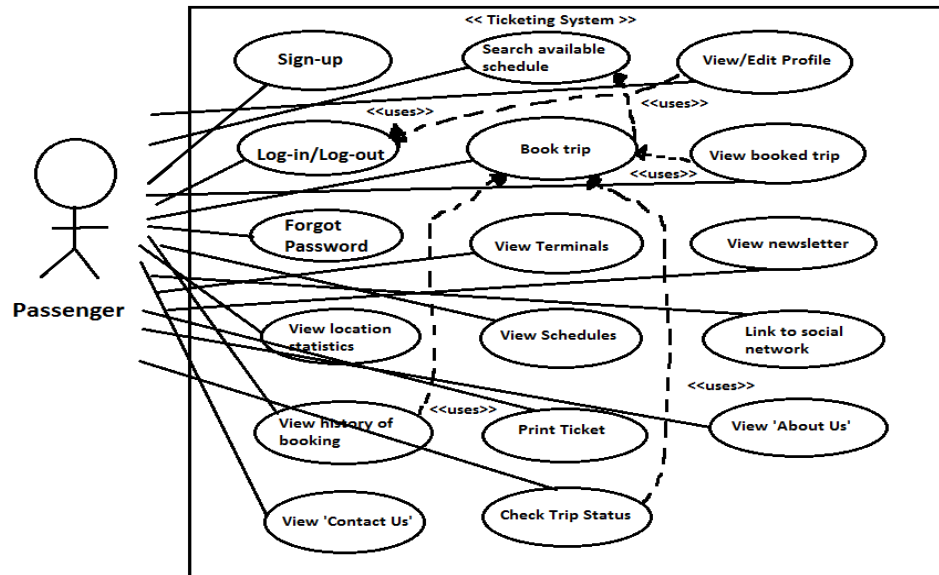 << Ticketing System >>
Sign-up
Search available
schedule
View/Edit Profile
<<uses>>
<<uses>>
Log-in/Log-out
Book trip
View booked trip
<<uses>>
Forgot
Password
View Terminals
View newsletter
Passenger
View location
statistics
View Schedules
Link to social
network
<<uses>>
<<uses>>
View history of
booking
Print Ticket
View 'About Us'
View 'Contact Us'
Check Trip Status